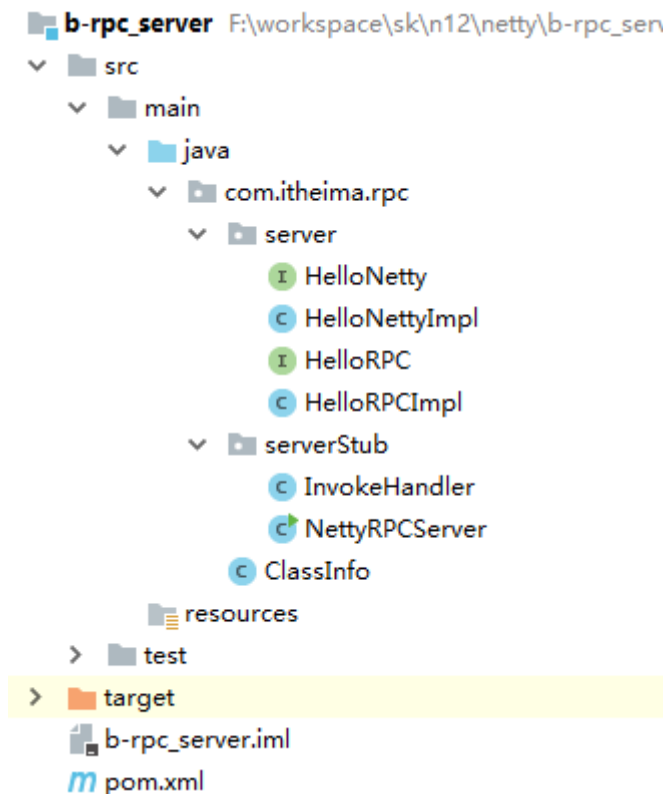 b-rpc_server F:\workspace\sk\n12\netty\b-rpc_serv
src
main
java
com.itheima.rpc
server
I HelloNetty
C HelloNettyImpl
I HelloRPC
C HelloRPCImpl
serverStub
C InvokeHandler
C NettyRPCServer
C ClassInfo
resources
test
target
b-rpc_server.iml
m pom.xml